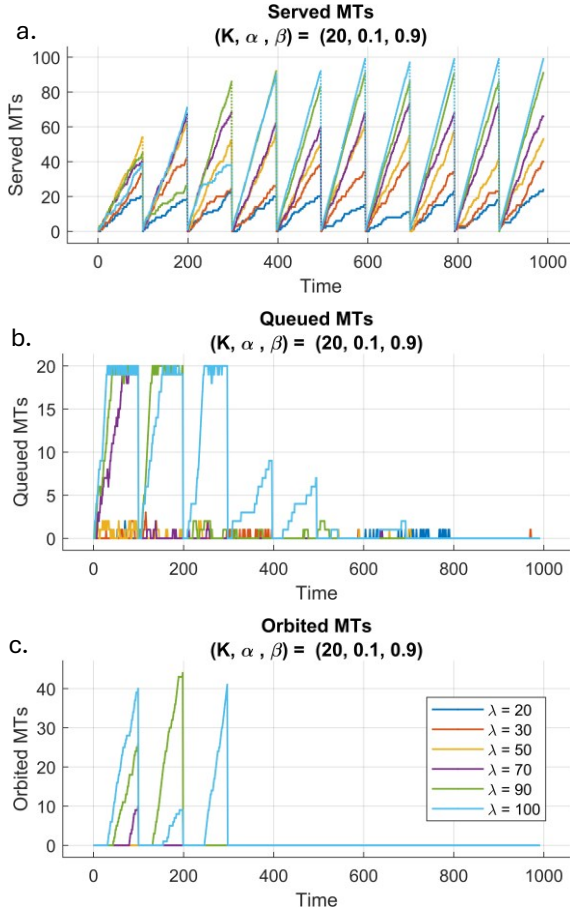 a.
Served MTs
(K, α , β) = (20, 0.1, 0.9)
Served MTs
100
80
60
40
20
0
0 200 400 600 800 1000
Time
b.
Queued MTs
(K, α , β) = (20, 0.1, 0.9)
Queued MTs
20
15
10
5
0
0 200 400 600 800 1000
Time
c.
Orbited MTs
(K, α , β) = (20, 0.1, 0.9)
Orbited MTs
40
30
20
10
0
λ = 20
λ = 30
λ = 50
λ = 70
λ = 90
λ = 100
0 200 400 600 800 1000
Time